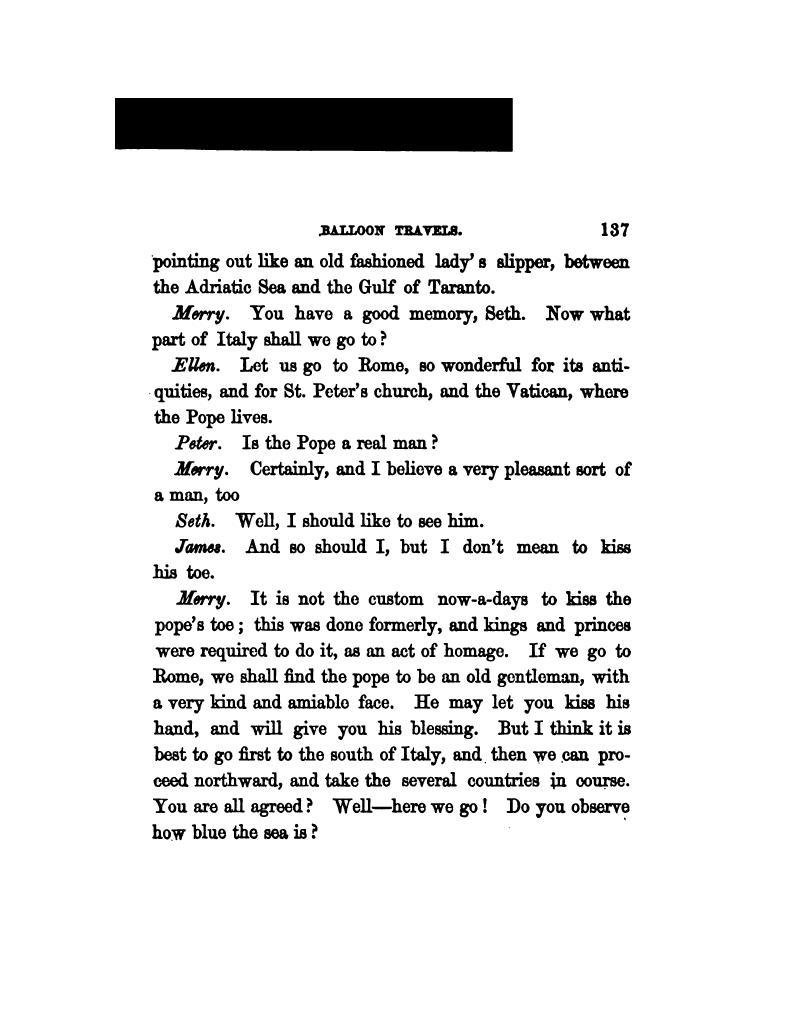 BALLOON TRAVELS. 137
pointing out like an old fashioned lady's slipper, between
the Adriatic Sea and the Gulf of Taranto.
Merry. You have a good memory, Seth. Now what
part of Italy shall we go to?
Ellen. Let us go to Rome, so wonderful for its anti-
quities, and for St. Peter's church, and the Vatican, where
the Pope lives.
Peter. Is the Pope a real man?
Merry. Certainly, and I believe a very pleasant sort of
a man, too
Seth. Well, I should like to see him.
James. And so should I, but I don't mean to kiss
his toe.
Merry. It is not the custom now-a-days to kiss the
pope's toe; this was done formerly, and kings and princes
were required to do it, as an act of homage. If we go to
Rome, we shall find the pope to be an old gentleman, with
a very kind and amiable face. He may let you kiss his
hand, and will give you his blessing. But I think it is
best to go first to the south of Italy, and then we can pro-
ceed northward, and take the several countries in course.
You are all agreed? Well—here we go! Do you observe
how blue the sea is?